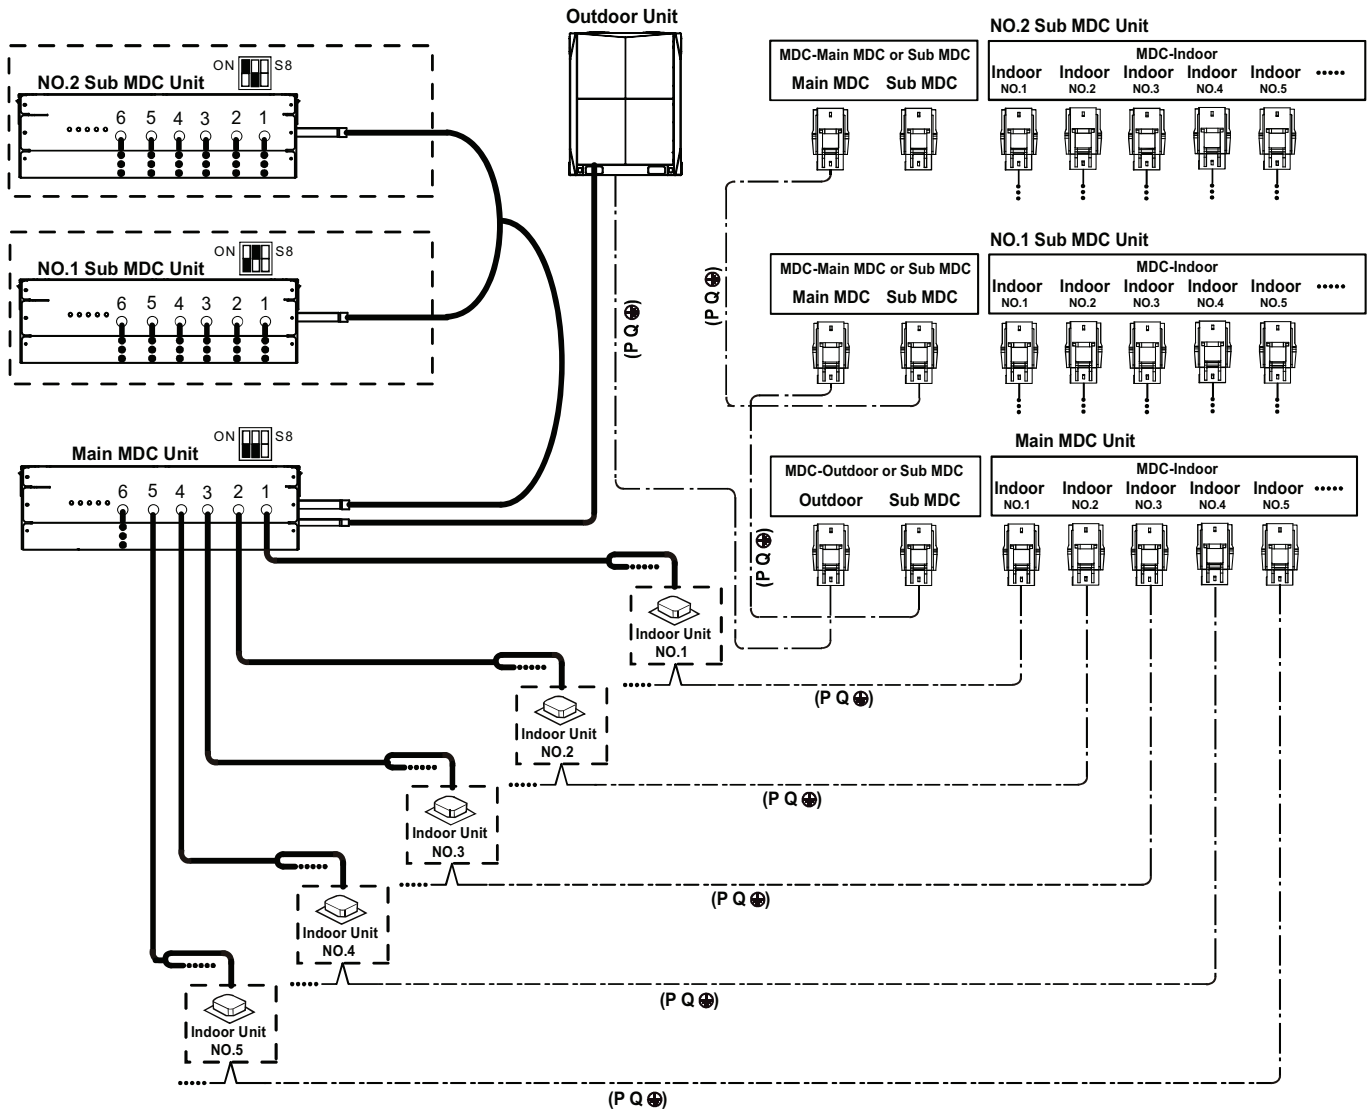 Outdoor Unit
ON S8
NO.2 Sub MDC Unit
6 5 4 3 2 1
ON S8
NO.1 Sub MDC Unit
6 5 4 3 2 1
ON S8
Main MDC Unit
6 5 4 3 2 1
NO.2 Sub MDC Unit
MDC-Main MDC or Sub MDC
Main MDC Sub MDC
MDC-Indoor
Indoor Indoor Indoor Indoor Indoor
NO.1 NO.2 NO.3 NO.4 NO.5
NO.1 Sub MDC Unit
MDC-Main MDC or Sub MDC
Main MDC Sub MDC
MDC-Indoor
Indoor Indoor Indoor Indoor Indoor
NO.1 NO.2 NO.3 NO.4 NO.5
Main MDC Unit
MDC-Outdoor or Sub MDC
Outdoor Sub MDC
MDC-Indoor
Indoor Indoor Indoor Indoor Indoor
NO.1 NO.2 NO.3 NO.4 NO.5
(P Q ⏚)
(P Q ⏚)
(P Q ⏚)
Indoor Unit
NO.1
(P Q ⏚)
Indoor Unit
NO.2
(P Q ⏚)
Indoor Unit
NO.3
(P Q ⏚)
Indoor Unit
NO.4
(P Q ⏚)
Indoor Unit
NO.5
(P Q ⏚)